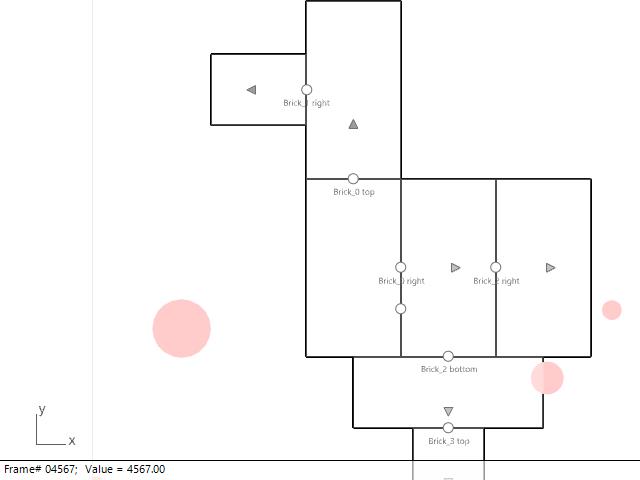 Brick_1 right
Brick_0 top
Brick_0 right
Brick_2 right
Brick_2 bottom
Brick_3 top
y
x
Frame# 04567; Value = 4567.00